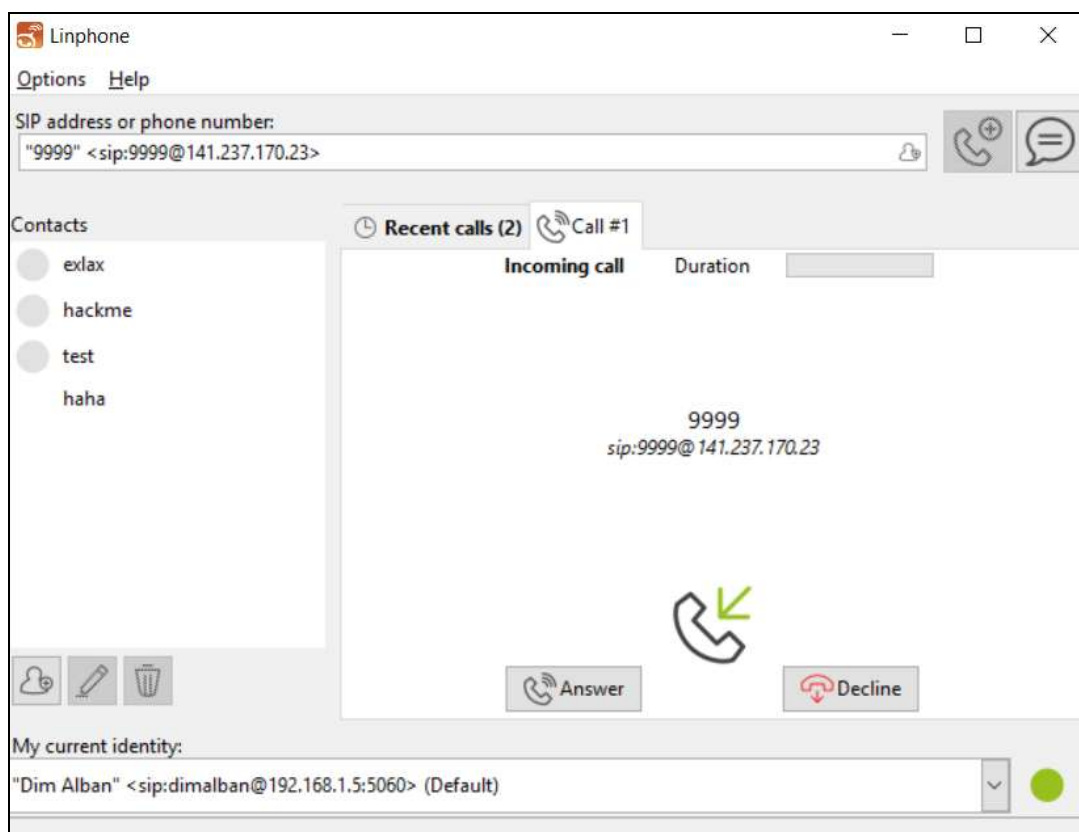 Linphone
Options Help
SIP address or phone number:
"9999" <sip:9999@141.237.170.23>
Contacts
Recent calls (2) Call #1
exlax
Incoming call Duration
hackme
test
haha
9999
sip:9999@141.237.170.23
Answer Decline
My current identity:
"Dim Alban" <sip:dimalban@192.168.1.5:5060> (Default)